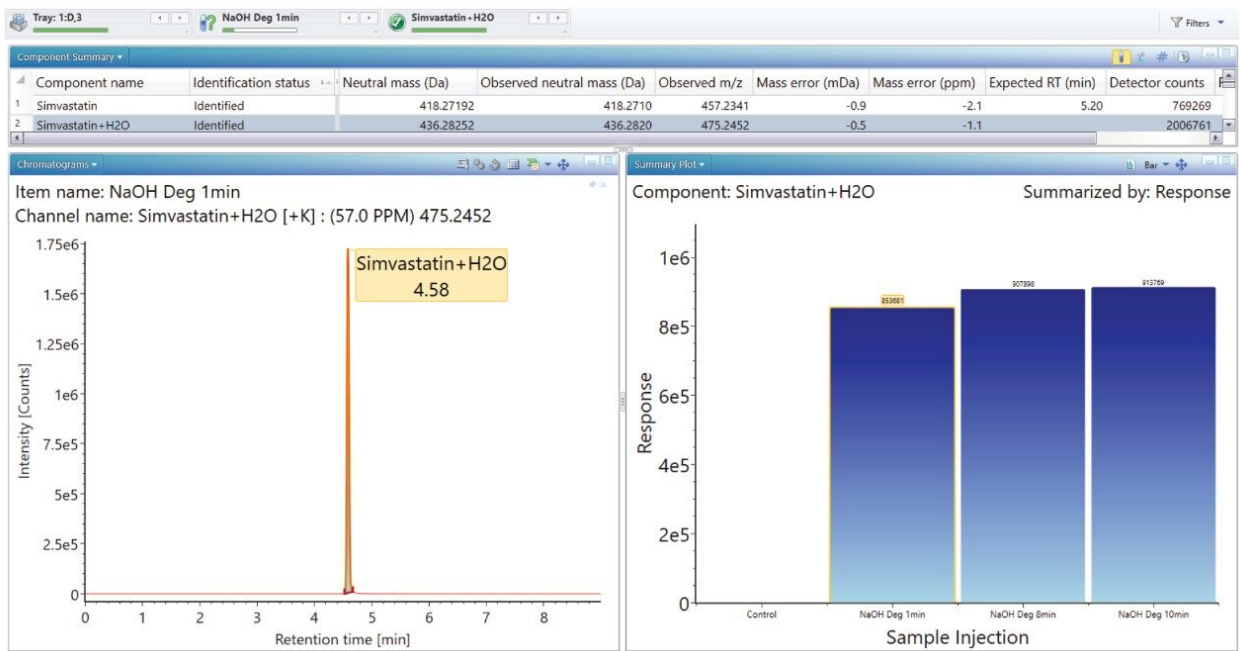 Tray: 1:D,3
NaOH Deg 1min
Simvastatin+H2O
Filters
Component Summary
Component name Identification status 1 Neutral mass (Da) Observed neutral mass (Da) Observed m/z Mass error (mDa) Mass error (ppm) Expected RT (min) Detector counts
1 Simvastatin Identified 418.27192 418.2710 457.2341 -0.9 -2.1 5.20 769269
2 Simvastatin+H2O Identified 436.28252 436.2820 475.2452 -0.5 -1.1 2006761
Chromatograms
Item name: NaOH Deg 1min
Channel name: Simvastatin+H2O [+K] : (57.0 PPM) 475.2452
1.75e6
1.5e6
1.25e6
1e6
7.5e5
5e5
2.5e5
0
Intensity [Counts]
Simvastatin+H2O
4.58
0 1 2 3 4 5 6 7 8
Retention time [min]
Summary Plot
Bar
Component: Simvastatin+H2O Summarized by: Response
1e6
8e5
6e5
4e5
2e5
0
Response
853681 907898 913769
Control NaOH Deg 1min NaOH Deg 8min NaOH Deg 10min
Sample Injection